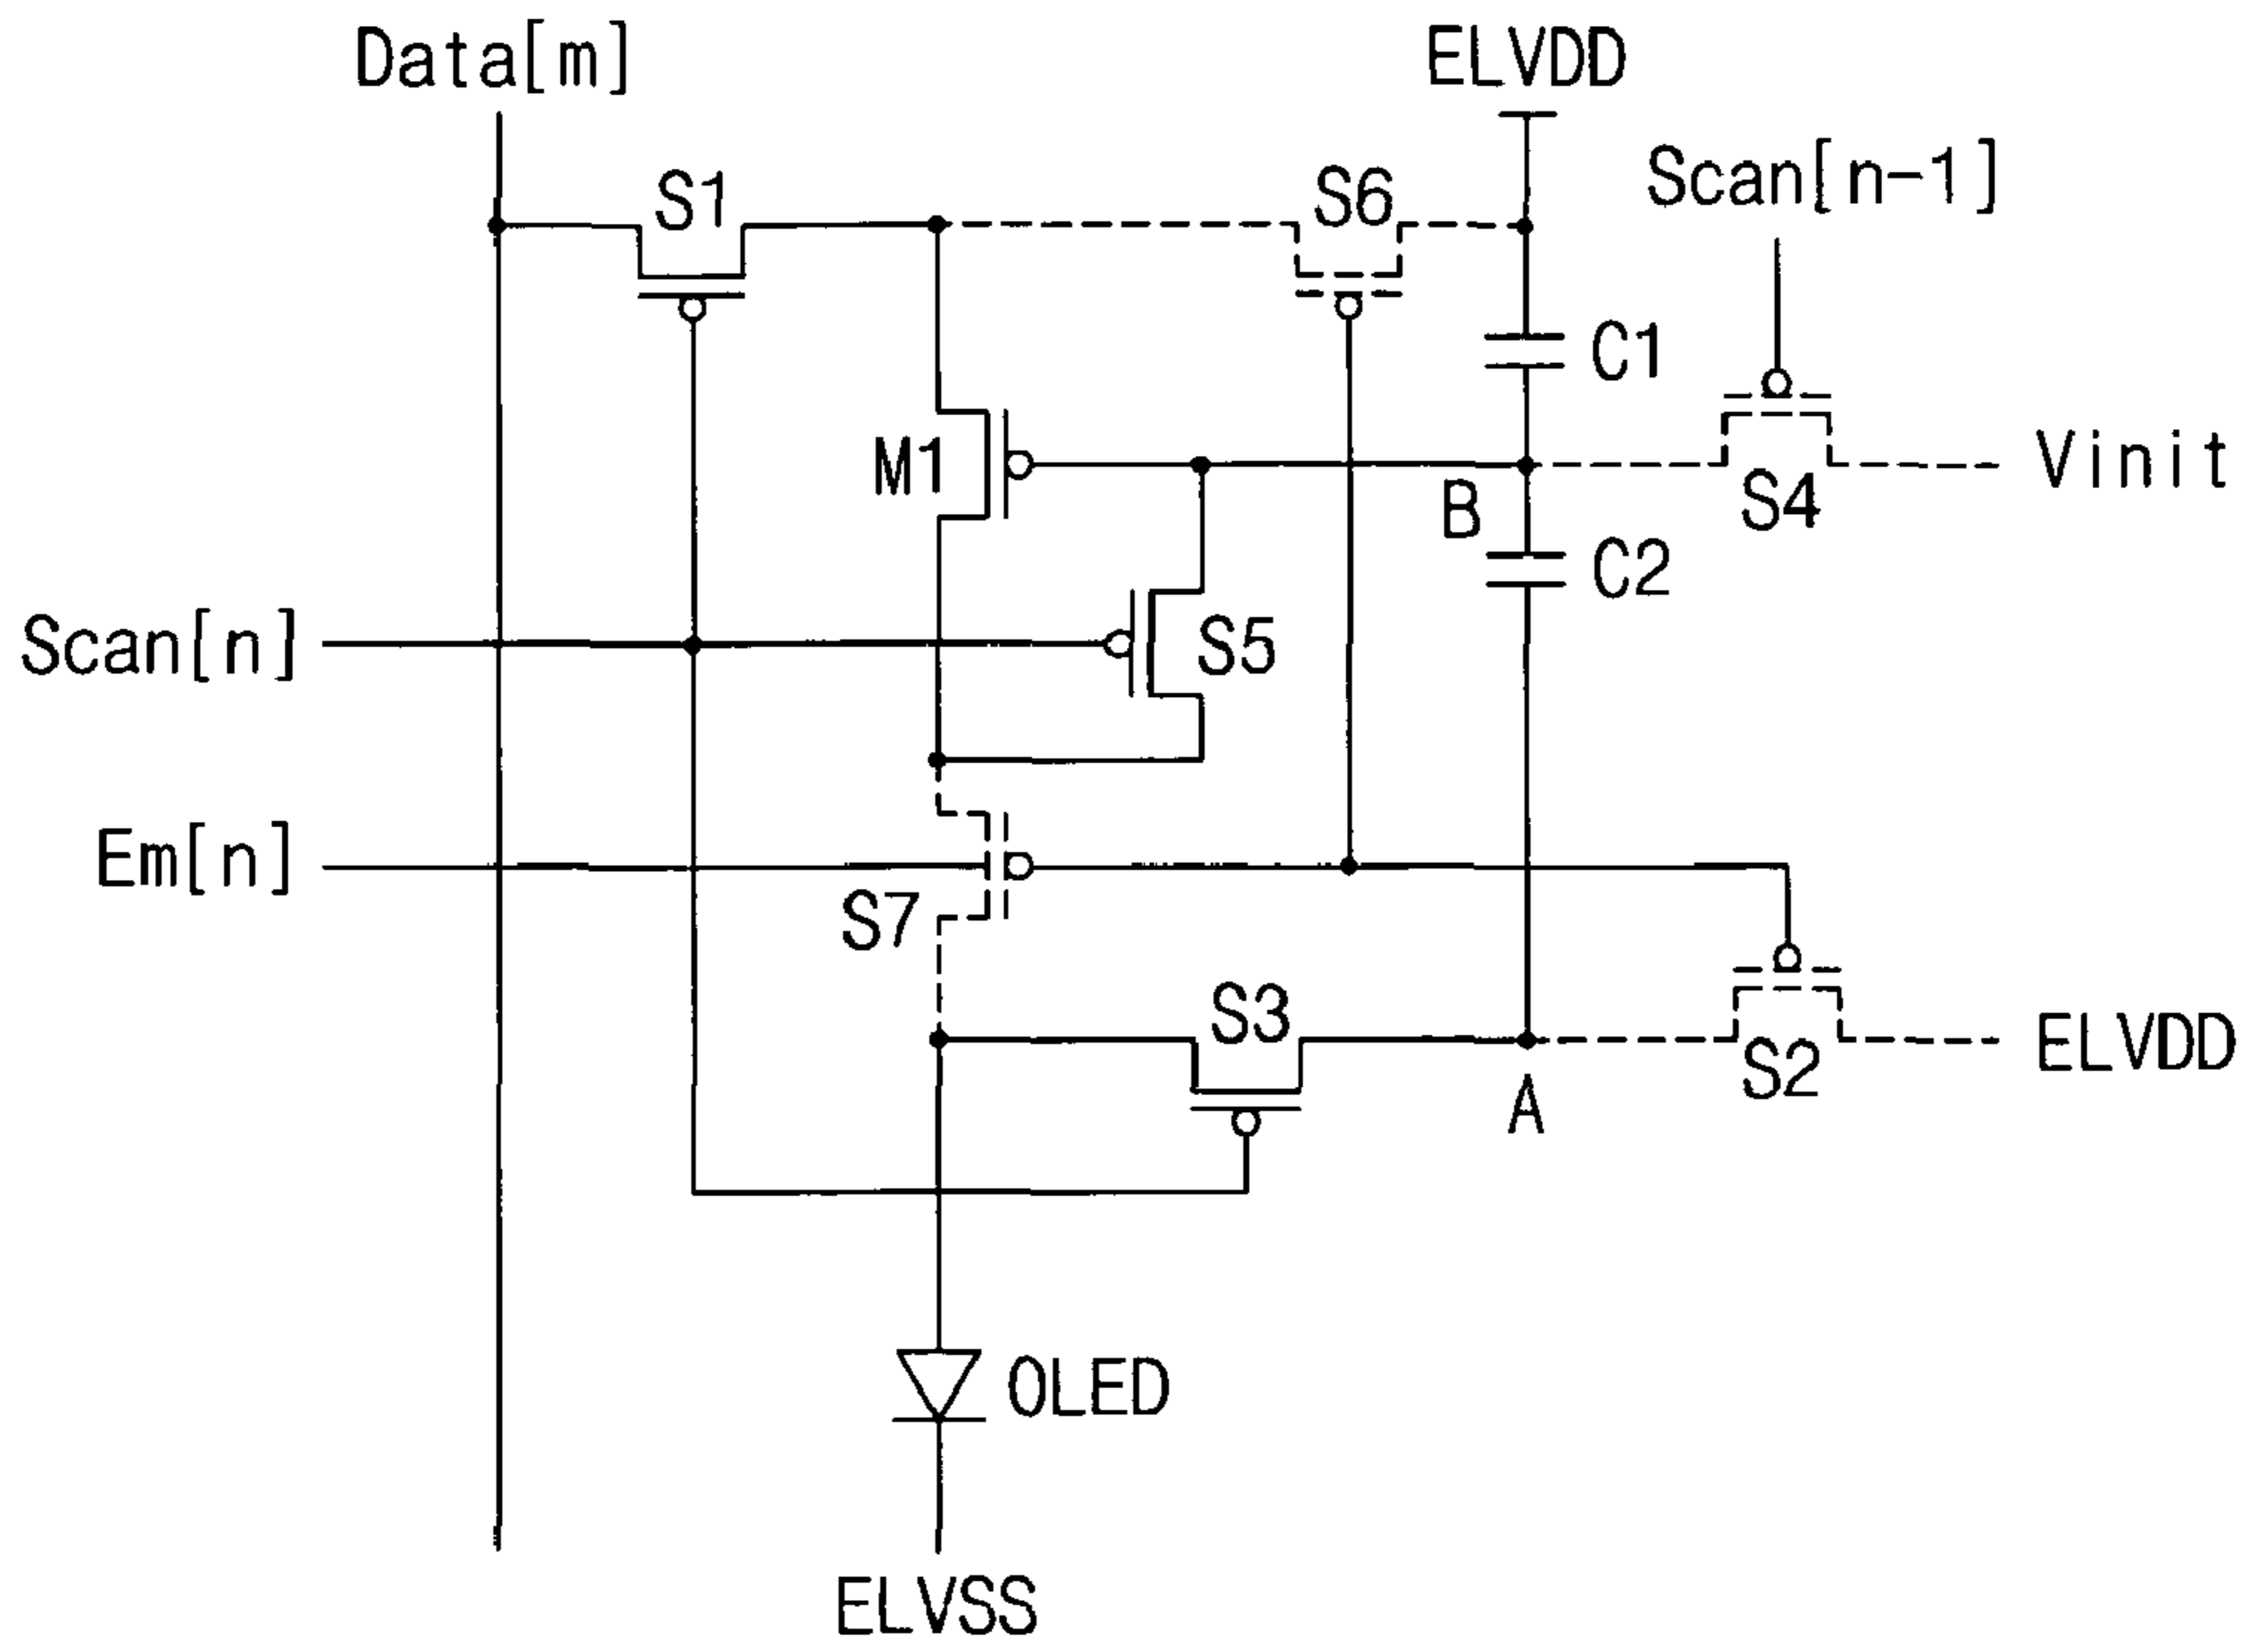 Data[m]
ELVDD
Scan[n-1]
S1
S6
C1
M1
B
S4
Vinit
C2
Scan[n]
S5
Em[n]
S7
S3
S2
ELVDD
A
OLED
ELVSS